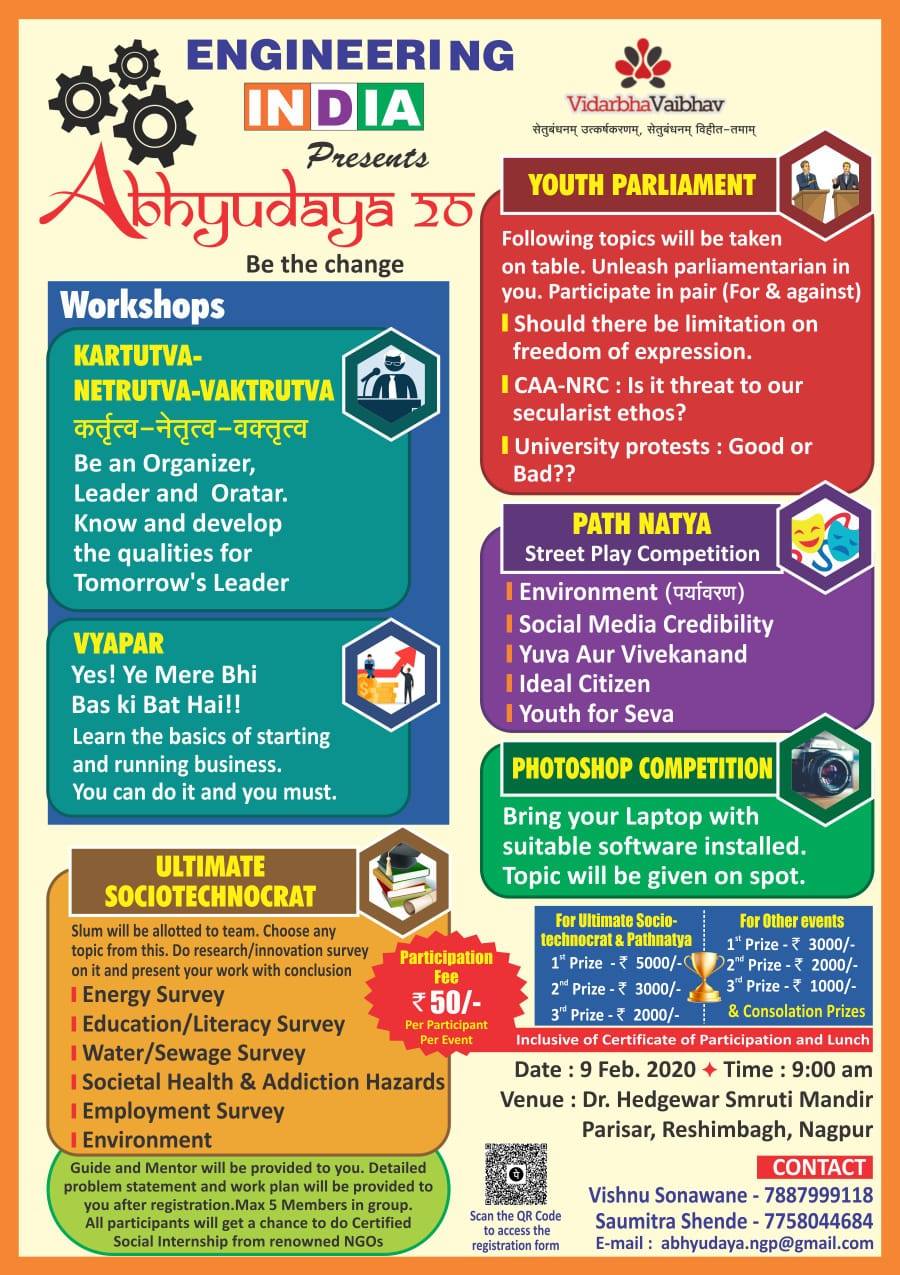 ENGINEERING
INDIA
Presents
Abhyudaya 20
Be the change
VidarbhaVaibhav
सेतुबंधनम् उत्कर्षकरणम्, सेतुबंधनम् विहीत-तमाम्
Workshops
KARTUTVA-
NETRUTVA-VAKTRUTVA
कर्तृत्व-नेतृत्व-वक्तृत्व
Be an Organizer,
Leader and Oratar.
Know and develop
the qualities for
Tomorrow's Leader
VYAPAR
Yes! Ye Mere Bhi
Bas ki Bat Hai!!
Learn the basics of starting
and running business.
You can do it and you must.
ULTIMATE
SOCIOTECHNOCRAT
Slum will be allotted to team. Choose any
topic from this. Do research/innovation survey
on it and present your work with conclusion
Energy Survey
Education/Literacy Survey
Water/Sewage Survey
Societal Health & Addiction Hazards
Employment Survey
Environment
Guide and Mentor will be provided to you. Detailed
problem statement and work plan will be provided to
you after registration.Max 5 Members in group.
All participants will get a chance to do Certified
Social Internship from renowned NGOs
YOUTH PARLIAMENT
Following topics will be taken
on table. Unleash parliamentarian in
you. Participate in pair (For & against)
Should there be limitation on
freedom of expression.
CAA-NRC : Is it threat to our
secularist ethos?
University protests : Good or
Bad??
PATH NATYA
Street Play Competition
Environment (पर्यावरण)
Social Media Credibility
Yuva Aur Vivekanand
Ideal Citizen
Youth for Seva
PHOTOSHOP COMPETITION
Bring your Laptop with
suitable software installed.
Topic will be given on spot.
Participation
Fee
₹ 50/-
Per Participant
Per Event
For Ultimate Socio-
technocrat & Pathnatya
1st Prize - ₹ 5000/-
2nd Prize - ₹ 3000/-
3rd Prize - ₹ 2000/-
For Other events
1st Prize - ₹ 3000/-
2nd Prize - ₹ 2000/-
3rd Prize - ₹ 1000/-
& Consolation Prizes
Inclusive of Certificate of Participation and Lunch
Date : 9 Feb. 2020 ✦ Time : 9:00 am
Venue : Dr. Hedgewar Smruti Mandir
Parisar, Reshimbagh, Nagpur
Scan the QR Code
to access the
registration form
CONTACT
Vishnu Sonawane - 7887999118
Saumitra Shende - 7758044684
E-mail : abhyudaya.ngp@gmail.com